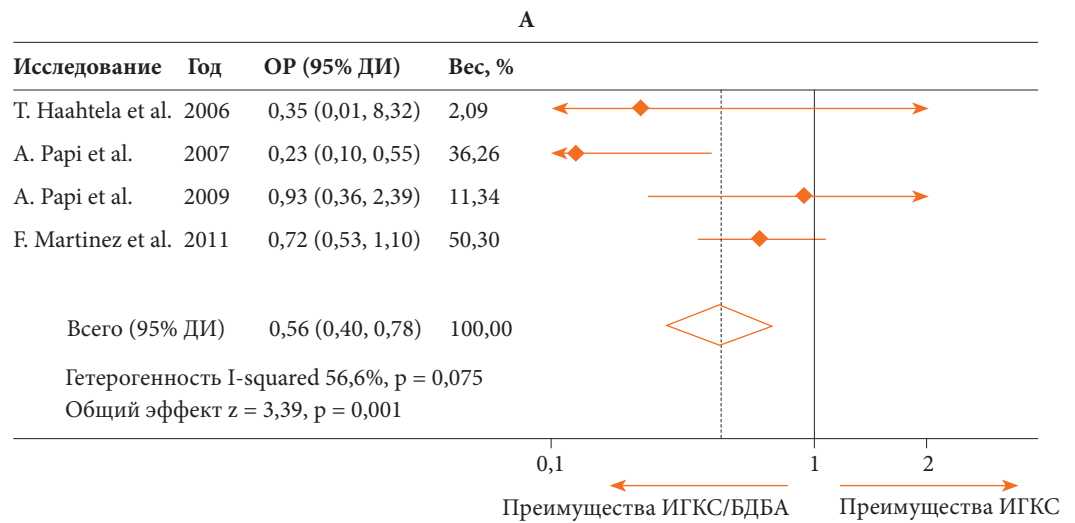 А
Исследование Год ОР (95% ДИ) Вес, %
T. Haahtela et al. 2006 0,35 (0,01, 8,32) 2,09
A. Papi et al. 2007 0,23 (0,10, 0,55) 36,26
A. Papi et al. 2009 0,93 (0,36, 2,39) 11,34
F. Martinez et al. 2011 0,72 (0,53, 1,10) 50,30
Всего (95% ДИ) 0,56 (0,40, 0,78) 100,00
Гетерогенность I-squared 56,6%, p = 0,075
Общий эффект z = 3,39, p = 0,001
0,1 1 2
Преимущества ИГКС/БДБА Преимущества ИГКС